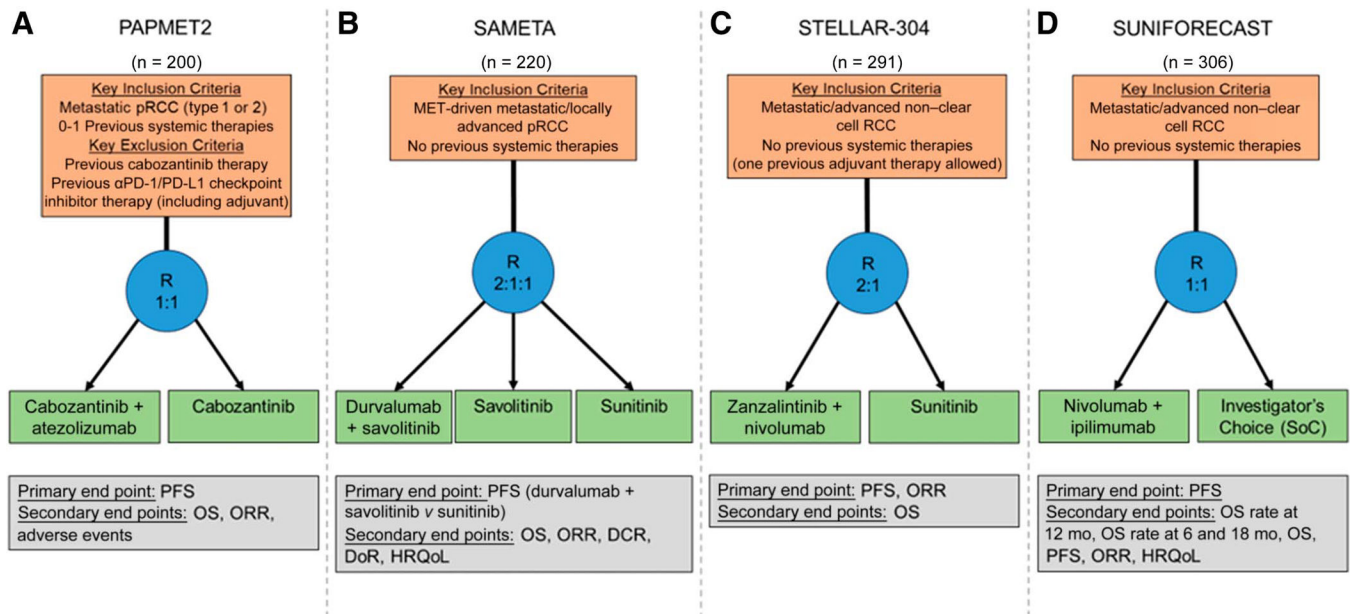 A
PAPMET2
(n = 200)
Key Inclusion Criteria
Metastatic pRCC (type 1 or 2)
0-1 Previous systemic therapies
Key Exclusion Criteria
Previous cabozantinib therapy
Previous αPD-1/PD-L1 checkpoint
inhibitor therapy (including adjuvant)
R
1:1
Cabozantinib +
atezolizumab
Cabozantinib
Primary end point: PFS
Secondary end points: OS, ORR,
adverse events
B
SAMETA
(n = 220)
Key Inclusion Criteria
MET-driven metastatic/locally
advanced pRCC
No previous systemic therapies
R
2:1:1
Durvalumab
+ savolitinib
Savolitinib
Sunitinib
Primary end point: PFS (durvalumab +
savolitinib v sunitinib)
Secondary end points: OS, ORR, DCR,
DoR, HRQoL
C
STELLAR-304
(n = 291)
Key Inclusion Criteria
Metastatic/advanced non–clear
cell RCC
No previous systemic therapies
(one previous adjuvant therapy allowed)
R
2:1
Zanzalintinib +
nivolumab
Sunitinib
Primary end point: PFS, ORR
Secondary end points: OS
D
SUNIFORECAST
(n = 306)
Key Inclusion Criteria
Metastatic/advanced non–clear
cell RCC
No previous systemic therapies
R
1:1
Nivolumab +
ipilimumab
Investigator's
Choice (SoC)
Primary end point: PFS
Secondary end points: OS rate at
12 mo, OS rate at 6 and 18 mo, OS,
PFS, ORR, HRQoL